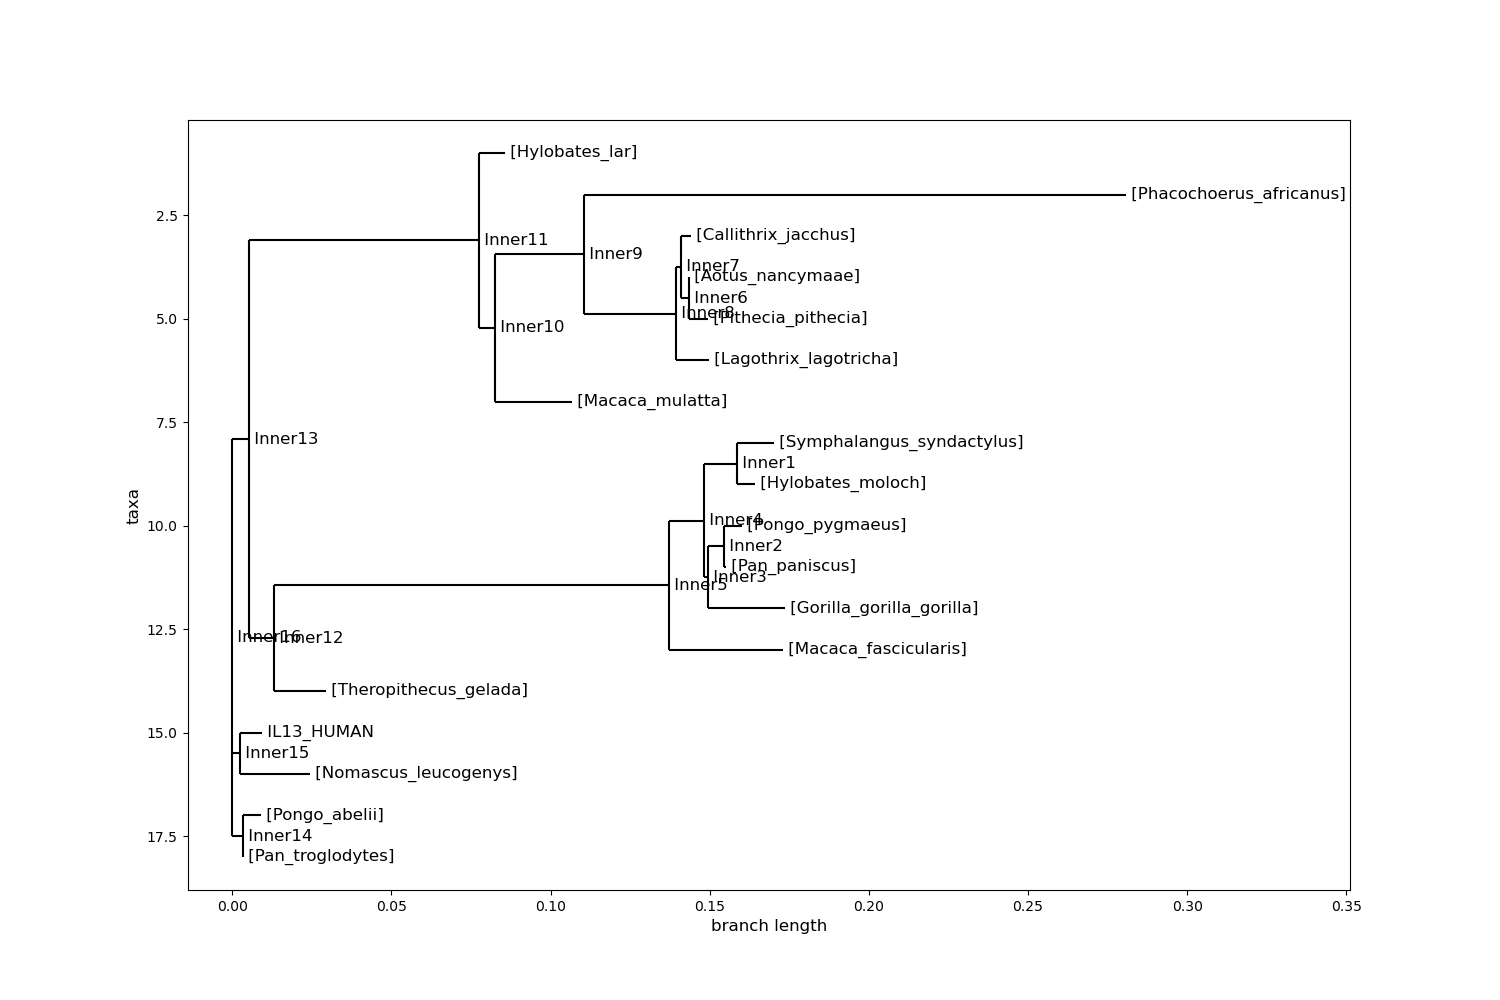 [Hylobates_lar]
[Phacochoerus_africanus]
2.5
[Callithrix_jacchus]
Inner11
Inner9
Inner7
[Aotus_nancymaae]
Inner6
Inner8
[Pithecia_pithecia]
5.0
Inner10
[Lagothrix_lagotricha]
[Macaca_mulatta]
7.5
Inner13
[Symphalangus_syndactylus]
Inner1
[Hylobates_moloch]
taxa
Inner4
[Pongo_pygmaeus]
10.0
Inner2
[Pan_paniscus]
Inner3
Inner5
[Gorilla_gorilla_gorilla]
12.5
Inner16
Inner12
[Macaca_fascicularis]
[Theropithecus_gelada]
15.0
IL13_HUMAN
Inner15
[Nomascus_leucogenys]
[Pongo_abelii]
17.5
Inner14
[Pan_troglodytes]
0.00 0.05 0.10 0.15 0.20 0.25 0.30 0.35
branch length